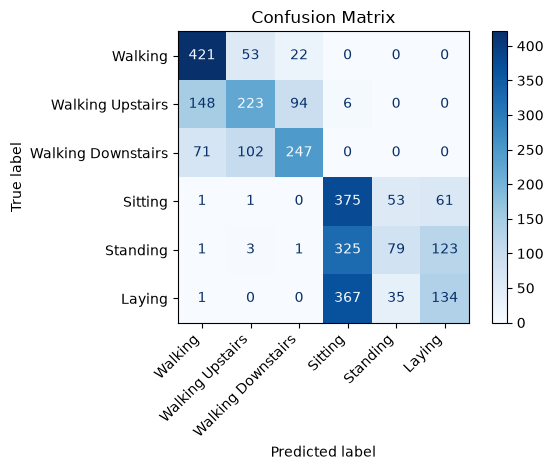 Confusion Matrix
True label
Walking 421 53 22 0 0 0
Walking Upstairs 148 223 94 6 0 0
Walking Downstairs 71 102 247 0 0 0
Sitting 1 1 0 375 53 61
Standing 1 3 1 325 79 123
Laying 1 0 0 367 35 134
Walking Walking Upstairs Walking Downstairs Sitting Standing Laying
Predicted label
400
350
300
250
200
150
100
50
0